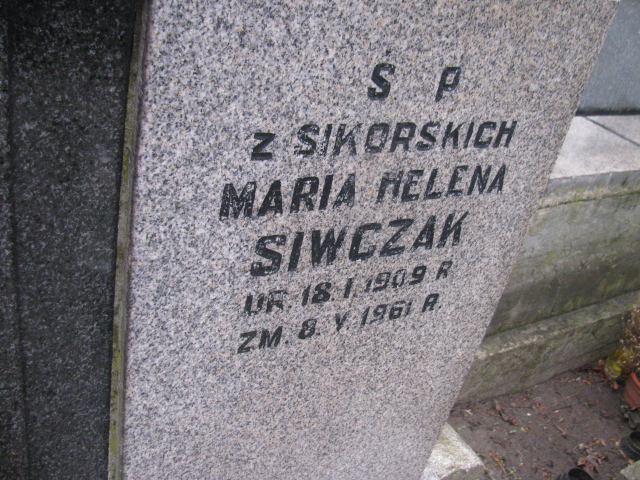 Ś P
z SIKORSKICH
MARIA HELENA
SIWCZAK
UR. 18. I. 1909 R
ZM. 8. V. 1961 R.